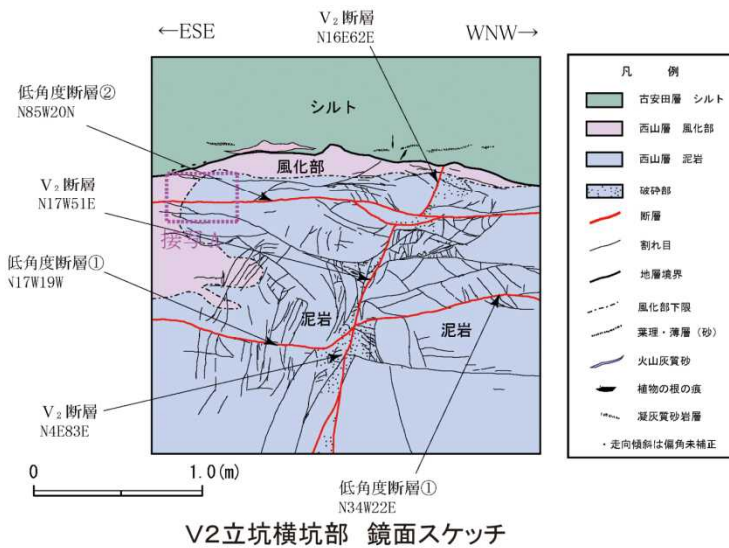 V₂断層
N16E62E
←ESE
WNW→
低角度断層②
N85W20N
シルト
風化部
V₂断層
N17W51E
接写A
低角度断層①
N17W19W
泥岩
泥岩
V₂断層
N4E83E
低角度断層①
N34W22E
0 1.0(m)
凡 例
古安田層 シルト
西山層 風化部
西山層 泥岩
破砕部
断層
割れ目
地層境界
風化部下限
葉理・薄層(砂)
火山灰質砂
植物の根の痕
凝灰質砂岩層
・走向傾斜は偏角未補正
V2立坑横坑部 鏡面スケッチ